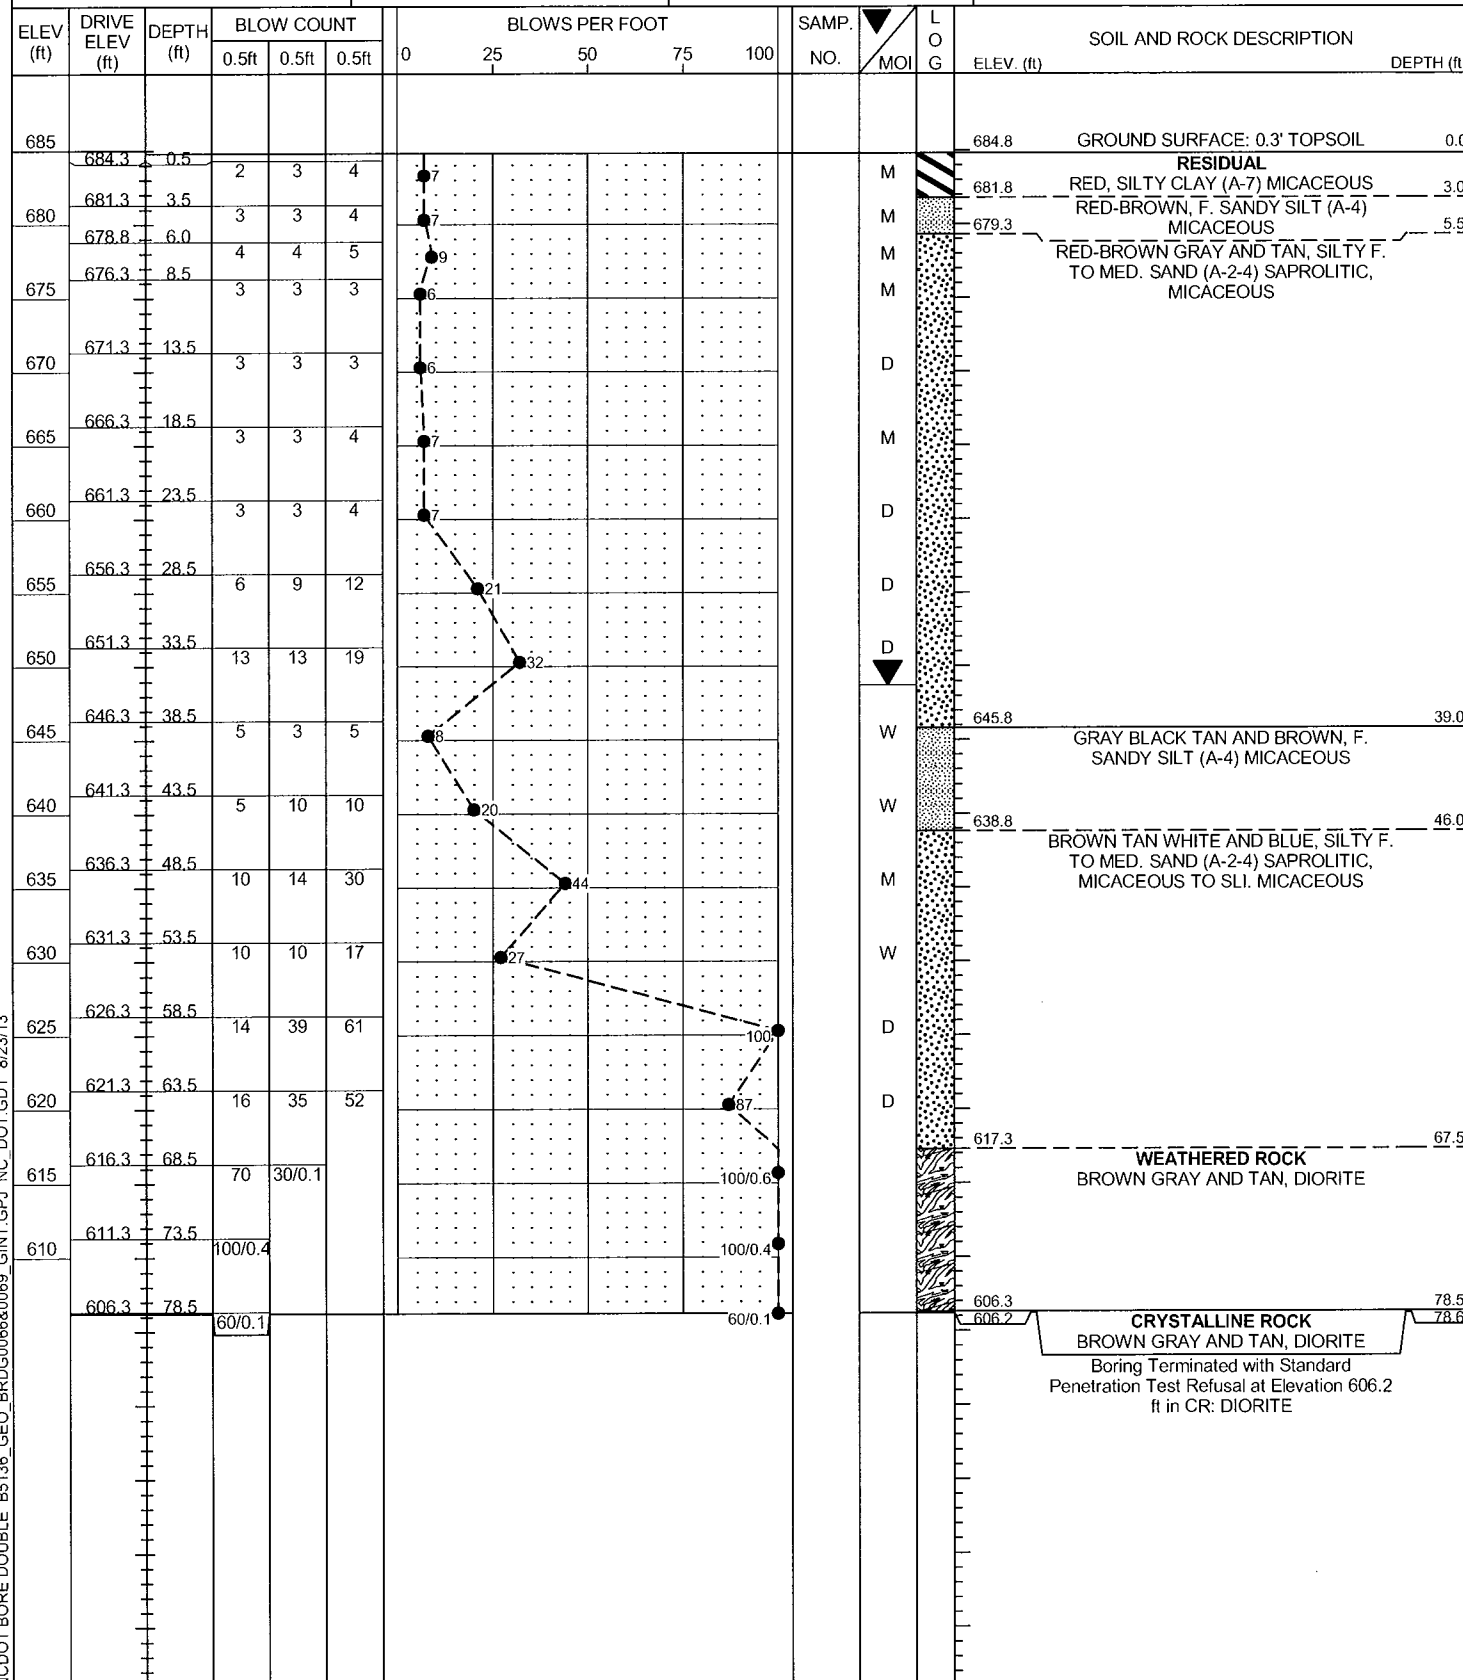 ELEV (ft) DRIVE ELEV (ft) DEPTH (ft) BLOW COUNT BLOWS PER FOOT SAMP. NO. MOI LOG SOIL AND ROCK DESCRIPTION
0.5ft 0.5ft 0.5ft 0 25 50 75 100 ELEV. (ft) DEPTH (ft
685 684.8 GROUND SURFACE: 0.3' TOPSOIL 0.0
684.3 0.5 2 3 4 7 M RESIDUAL
681.8 RED, SILTY CLAY (A-7) MICACEOUS 3.0
681.3 3.5 RED-BROWN, F. SANDY SILT (A-4)
680 3 3 4 7 M 679.3 MICACEOUS 5.5
678.8 6.0 4 4 5 9 M RED-BROWN GRAY AND TAN, SILTY F.
676.3 8.5 TO MED. SAND (A-2-4) SAPROLITIC,
675 3 3 3 6 M MICACEOUS
671.3 13.5
670 3 3 3 6 D
666.3 18.5
665 3 3 4 7 M
661.3 23.5
660 3 3 4 7 D
656.3 28.5
655 6 9 12 21 D
651.3 33.5
650 13 13 19 32 D
646.3 38.5 645.8 39.0
645 5 3 5 8 W GRAY BLACK TAN AND BROWN, F.
SANDY SILT (A-4) MICACEOUS
641.3 43.5
640 5 10 10 20 W
638.8 46.0
BROWN TAN WHITE AND BLUE, SILTY F.
636.3 48.5 TO MED. SAND (A-2-4) SAPROLITIC,
635 10 14 30 44 M MICACEOUS TO SLI. MICACEOUS
631.3 53.5
630 10 10 17 27 W
626.3 58.5
625 14 39 61 100 D
621.3 63.5
620 16 35 52 87 D
617.3 67.5
616.3 68.5 WEATHERED ROCK
615 70 30/0.1 100/0.6 BROWN GRAY AND TAN, DIORITE
611.3 73.5
610 100/0.4 100/0.4
606.3 78.5 606.3 78.5
60/0.1 60/0.1 606.2 CRYSTALLINE ROCK 78.6
BROWN GRAY AND TAN, DIORITE
Boring Terminated with Standard
Penetration Test Refusal at Elevation 606.2
ft in CR: DIORITE
BORE DOUBLE B5136_GEO_BRDG0066&0069_GINT.GPJ NC_DOT.GDT 8/23/13